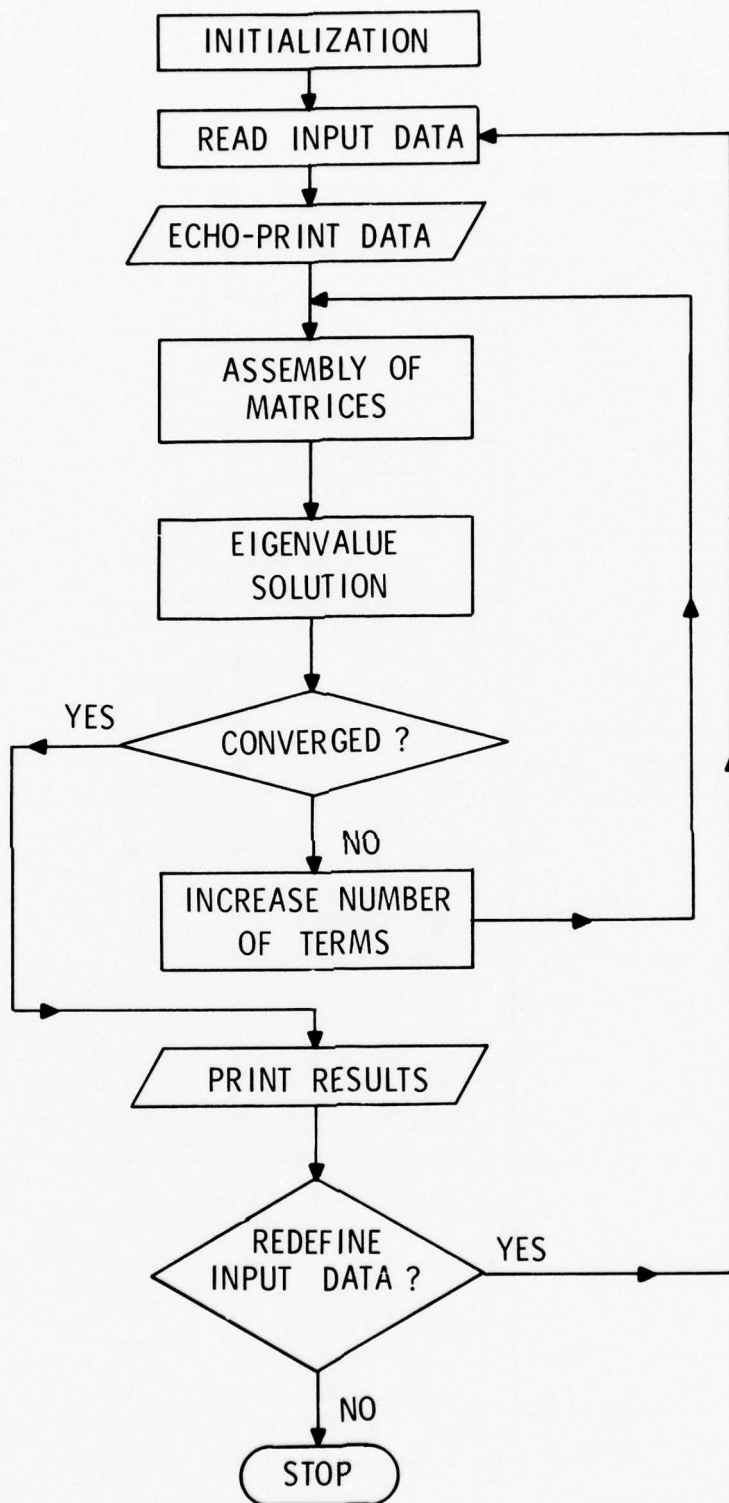 INITIALIZATION
READ INPUT DATA
ECHO-PRINT DATA
ASSEMBLY OF
MATRICES
EIGENVALUE
SOLUTION
YES
CONVERGED ?
NO
INCREASE NUMBER
OF TERMS
PRINT RESULTS
REDEFINE
INPUT DATA ?
YES
NO
STOP